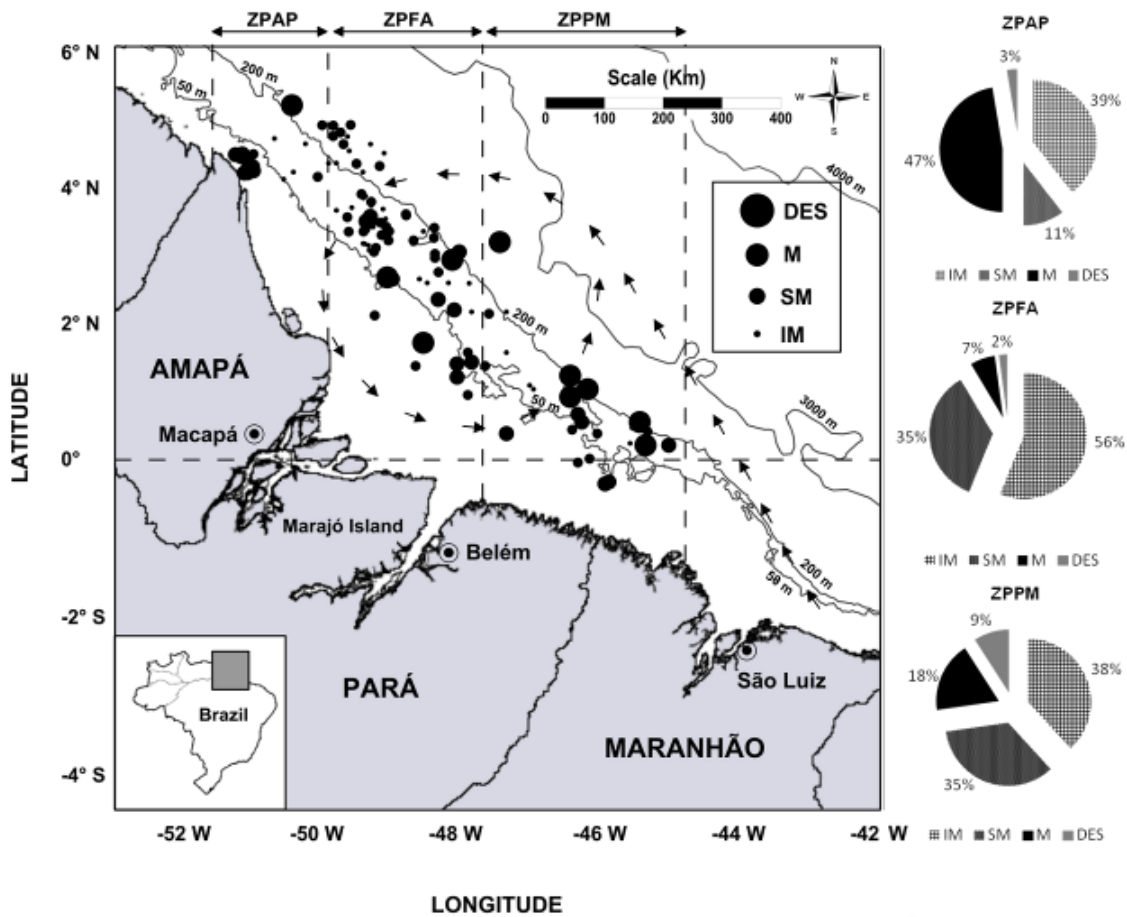 ZPAP ZPFA ZPPM
6° N
4° N
2° N
0°
-2° S
-4° S
LATITUDE
200 m
50 m
Scale (Km)
0 100 200 300 400
N
W E
S
4000 m
DES
M
SM
IM
200 m
50 m
3000 m
200 m
50 m
AMAPÁ
Macapá
Marajó Island
Belém
PARÁ
São Luiz
MARANHÃO
Brazil
-52 W -50 W -48 W -46 W -44 W -42 W
LONGITUDE
ZPAP
3%
39%
47%
11%
IM SM M DES
ZPFA
2%
7%
35%
56%
IM SM M DES
ZPPM
9%
18%
38%
35%
IM SM M DES